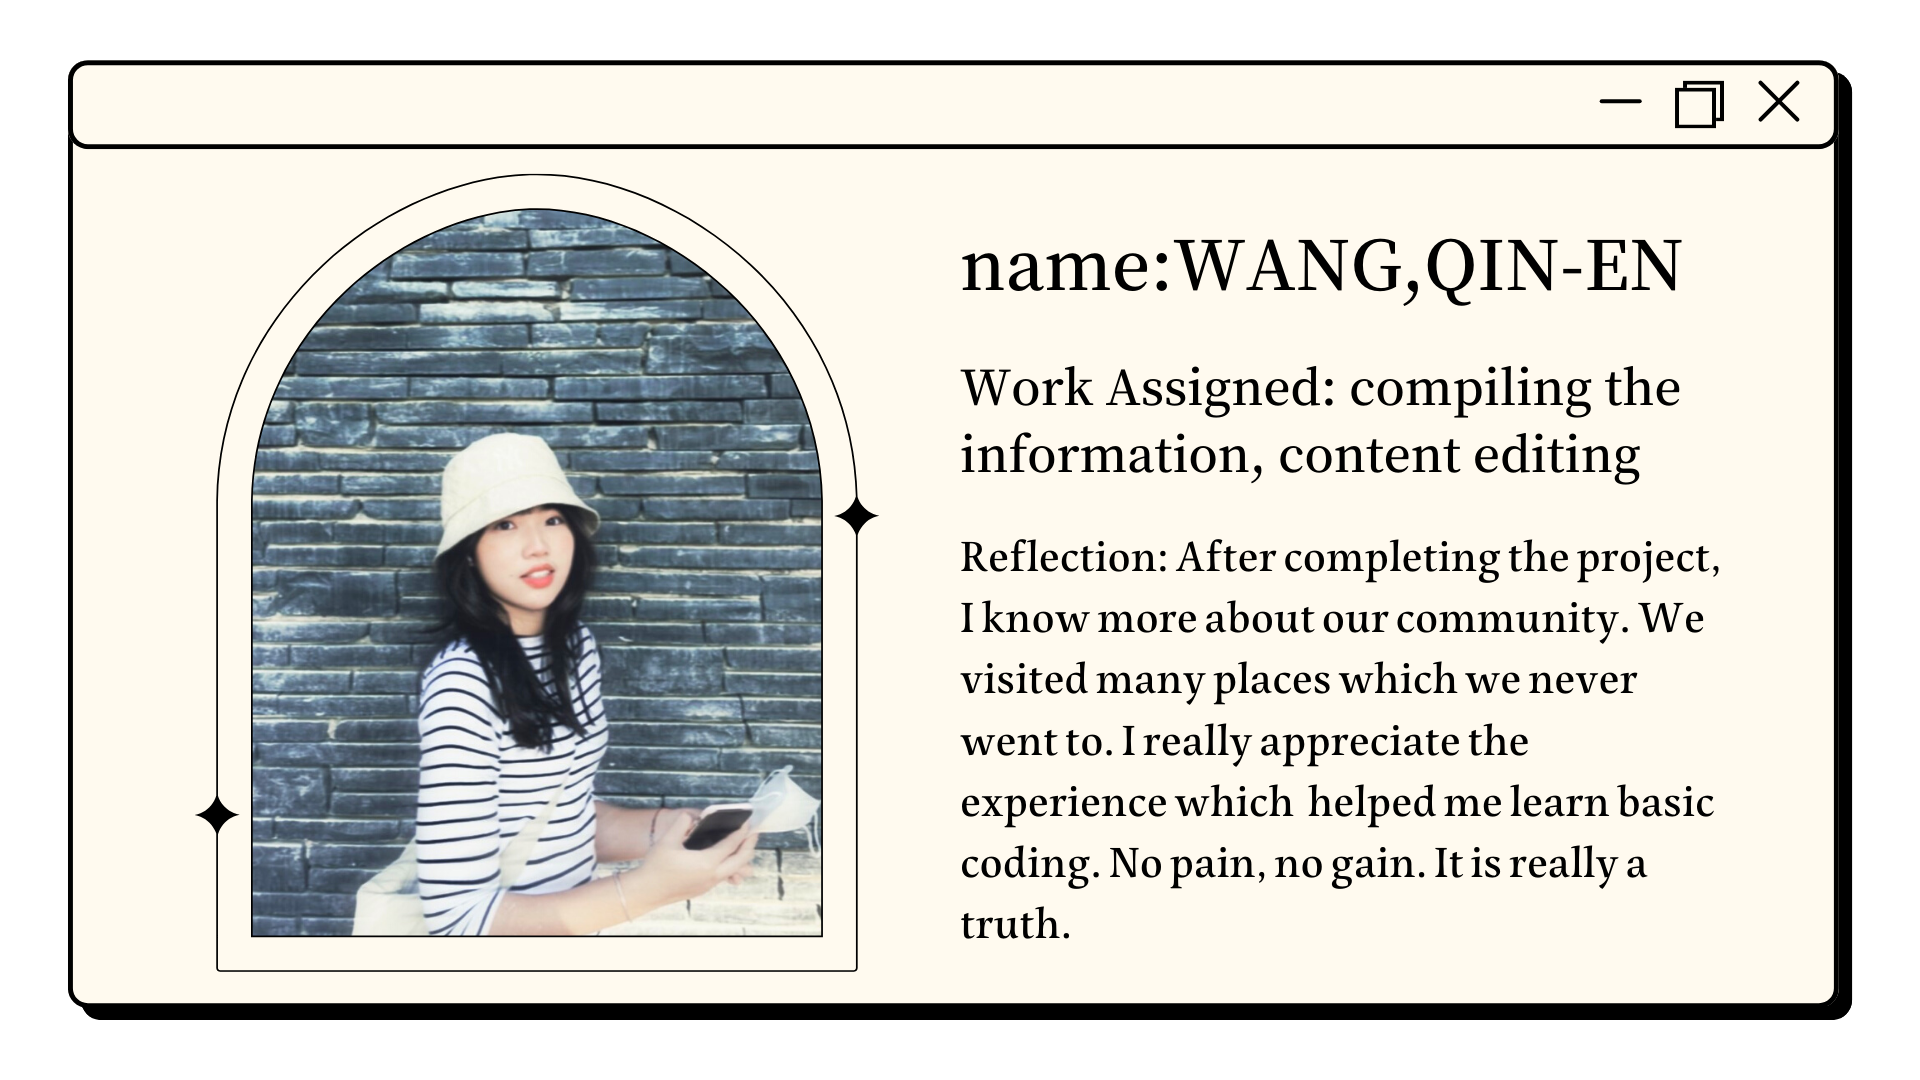 name:WANG,QIN-EN
Work Assigned: compiling the
information, content editing
Reflection: After completing the project,
I know more about our community. We
visited many places which we never
went to. I really appreciate the
experience which helped me learn basic
coding. No pain, no gain. It is really a
truth.